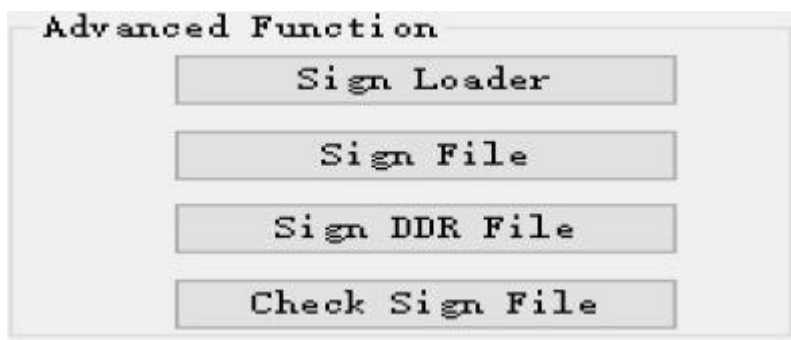 Advanced Function
Sign Loader
Sign File
Sign DDR File
Check Sign File